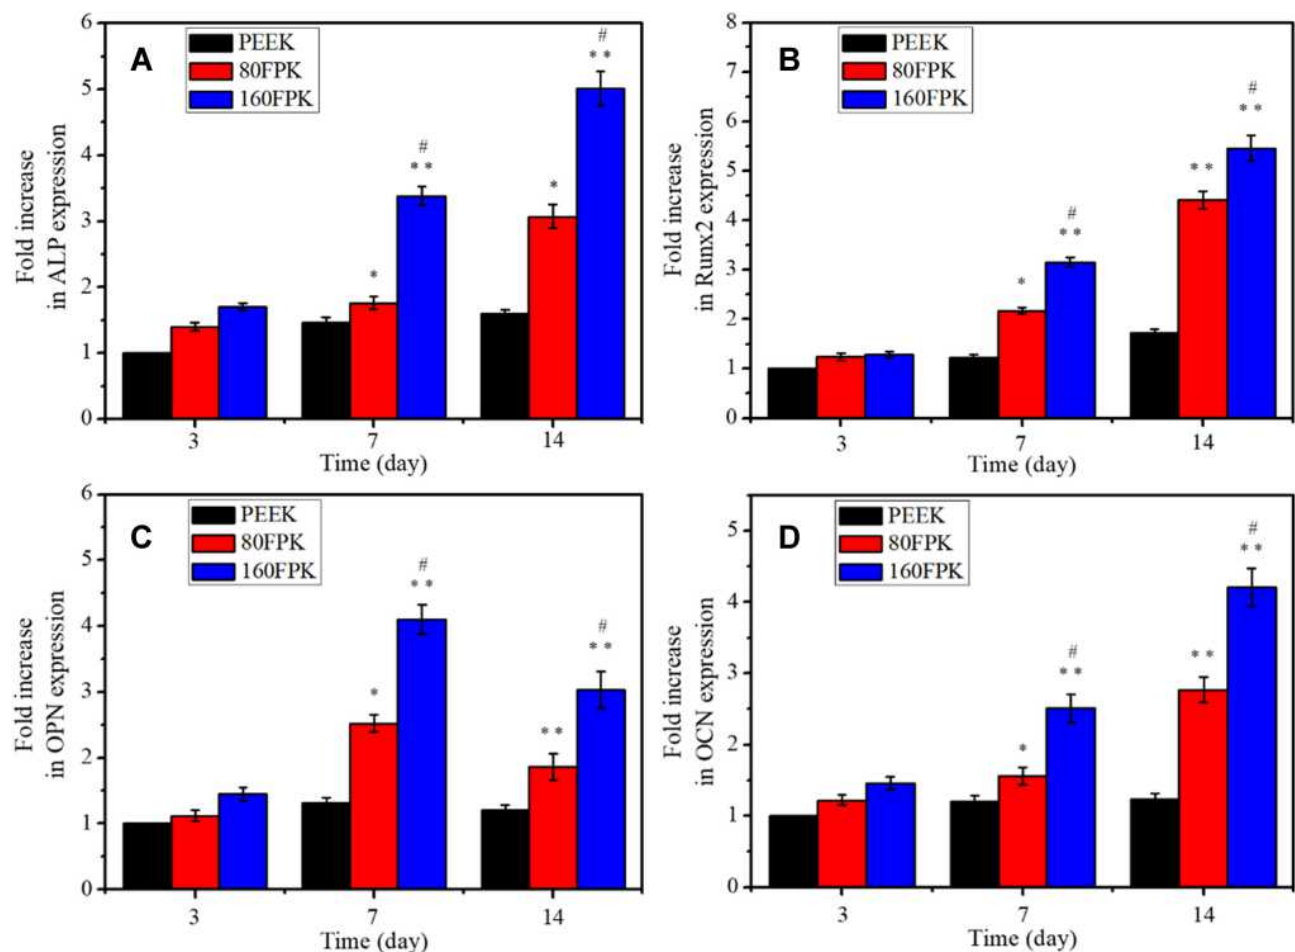 A
PEEK
80FPK
160FPK
Fold increase
in ALP expression
6
5
4
3
2
1
0
*
#
**
*
#
**
3
7
14
Time (day)
B
PEEK
80FPK
160FPK
Fold increase
in Runx2 expression
8
7
6
5
4
3
2
1
0
*
#
**
**
#
**
3
7
14
Time (day)
C
PEEK
80FPK
160FPK
Fold increase
in OPN expression
6
5
4
3
2
1
0
*
#
**
**
#
**
3
7
14
Time (day)
D
PEEK
80FPK
160FPK
Fold increase
in OCN expression
5
4
3
2
1
0
*
#
**
**
#
**
3
7
14
Time (day)